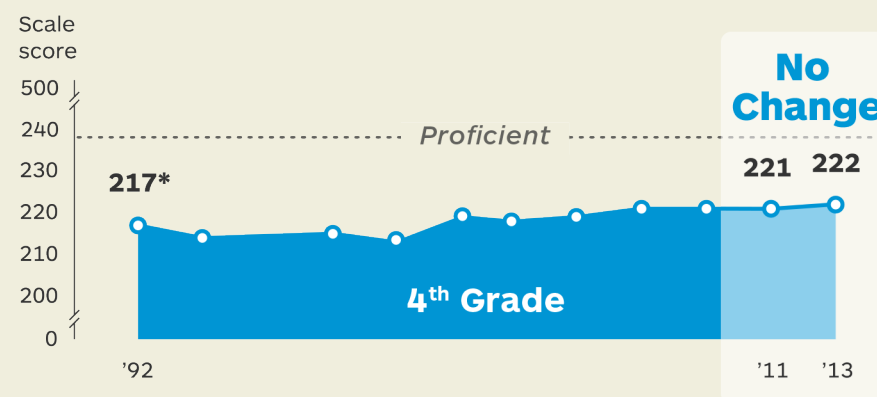 Scale
score
500
No
Change
240
Proficient
230
221 222
217*
220
210
200
4th Grade
0
’92 ’11 ’13